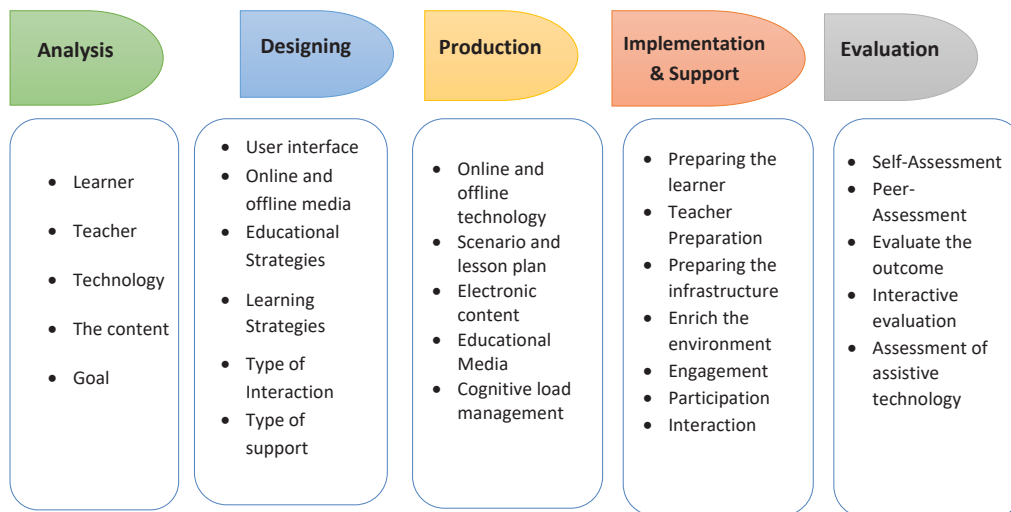 Analysis
• Learner
• Teacher
• Technology
• The content
• Goal
Designing
• User interface
• Online and
offline media
• Educational
Strategies
• Learning
Strategies
• Type of
Interaction
• Type of
support
Production
• Online and
offline
technology
• Scenario and
lesson plan
• Electronic
content
• Educational
Media
• Cognitive load
management
Implementation
& Support
• Preparing the
learner
• Teacher
Preparation
• Preparing the
infrastructure
• Enrich the
environment
• Engagement
• Participation
• Interaction
Evaluation
• Self-Assessment
• Peer-
Assessment
• Evaluate the
outcome
• Interactive
evaluation
• Assessment of
assistive
technology